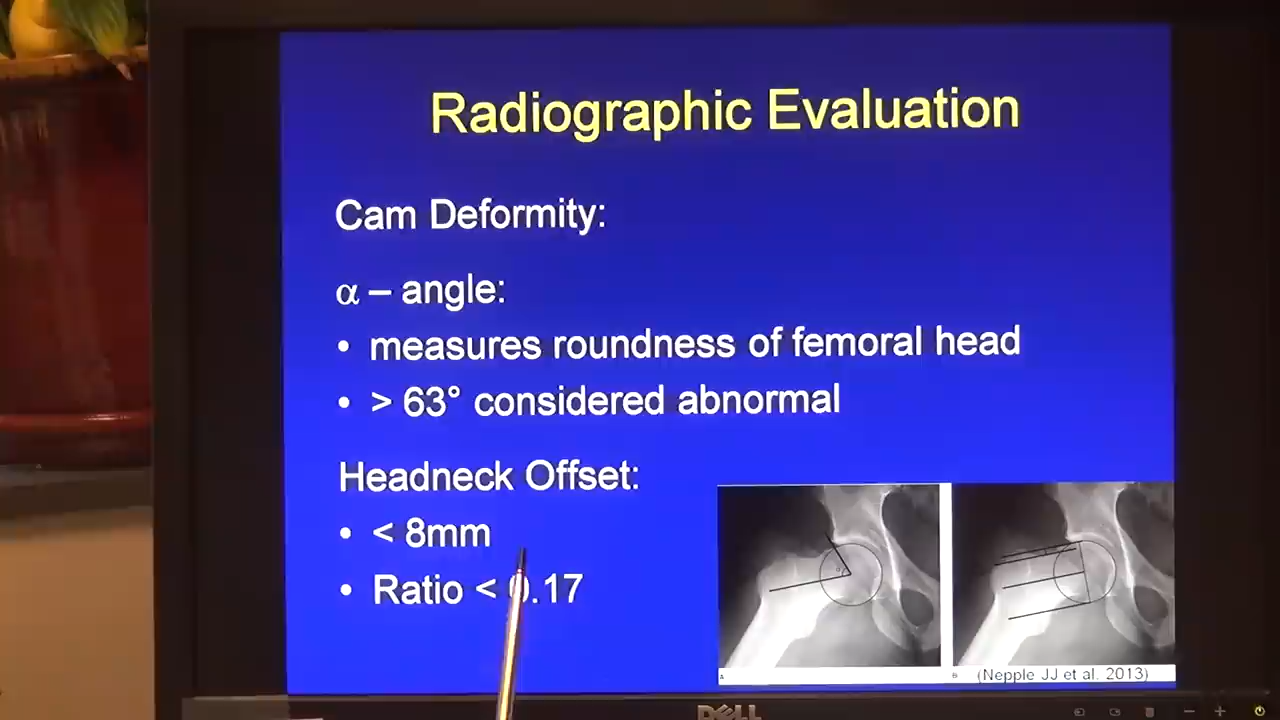 Radiographic Evaluation
Cam Deformity:
α – angle:
• measures roundness of femoral head
• > 63° considered abnormal
Headneck Offset:
• < 8mm
• Ratio < 0.17
A
B (Nepple JJ et al. 2013)
DELL